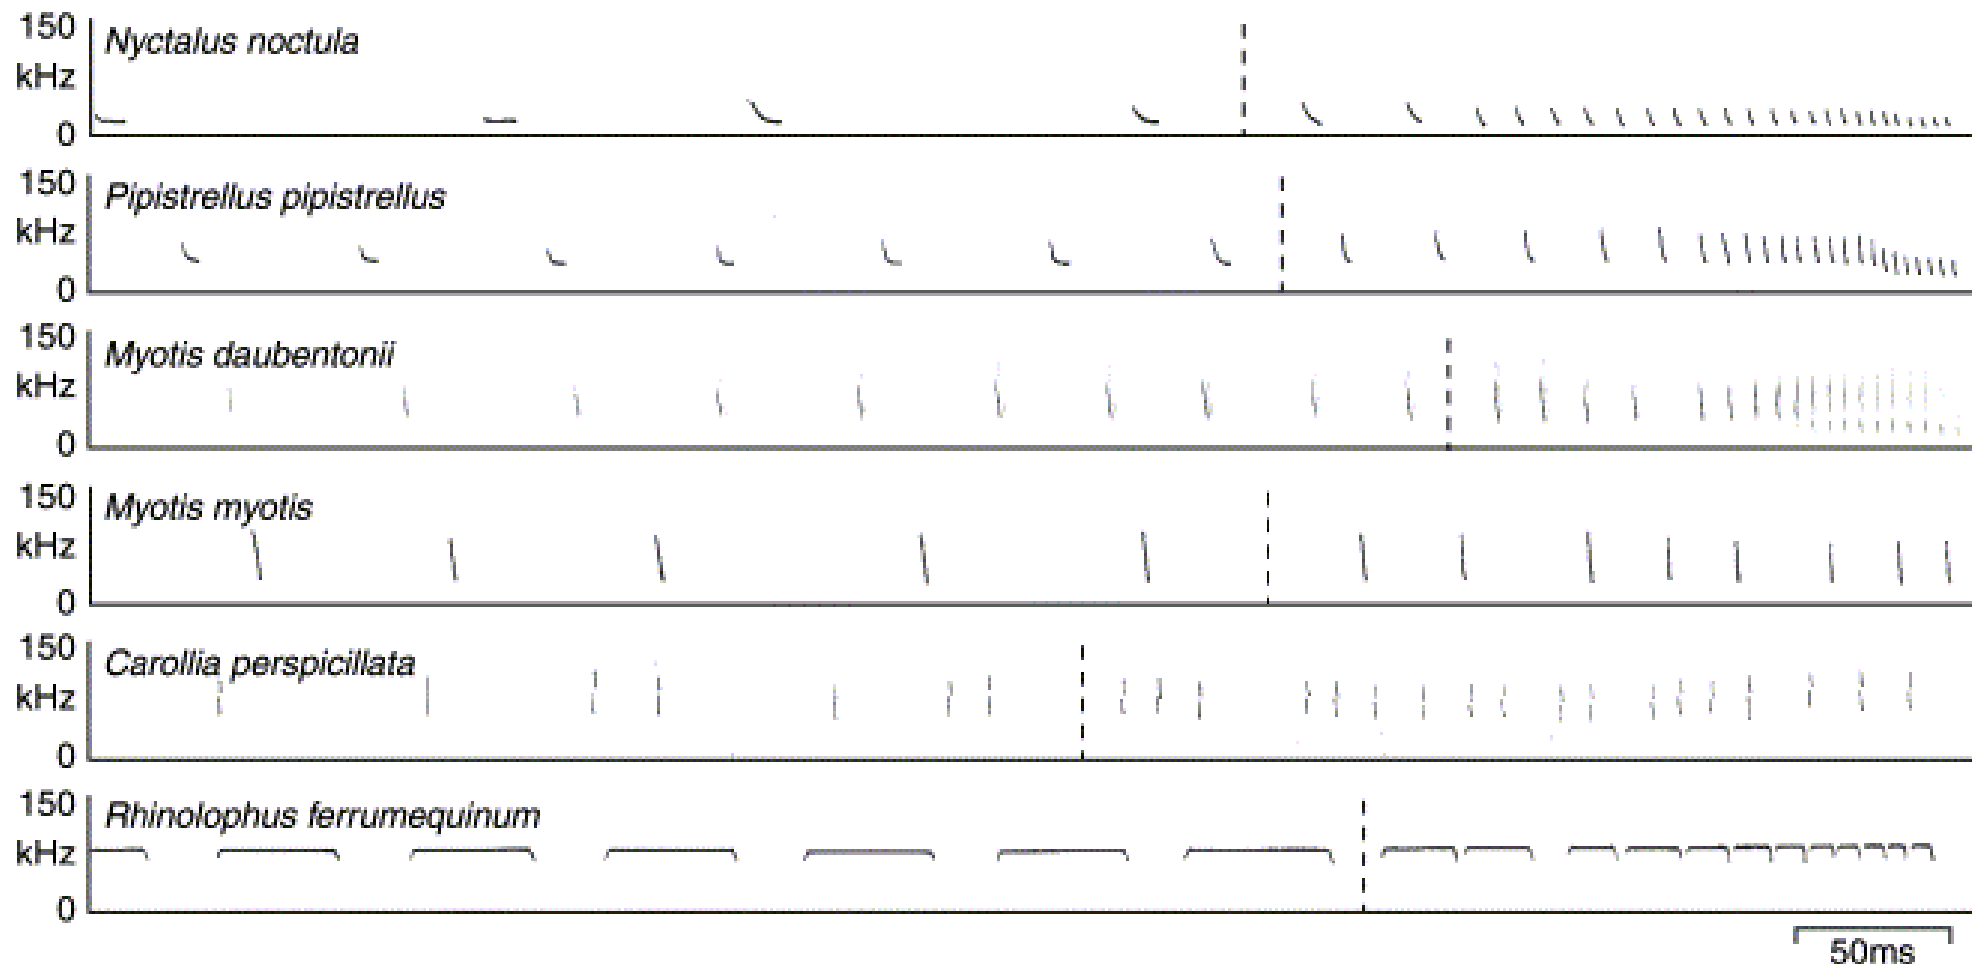 150
Nyctalus noctula
kHz
0
150
Pipistrellus pipistrellus
kHz
0
150
Myotis daubentonii
kHz
0
150
Myotis myotis
kHz
0
150
Carollia perspicillata
kHz
0
150
Rhinolophus ferrumequinum
kHz
0
50ms